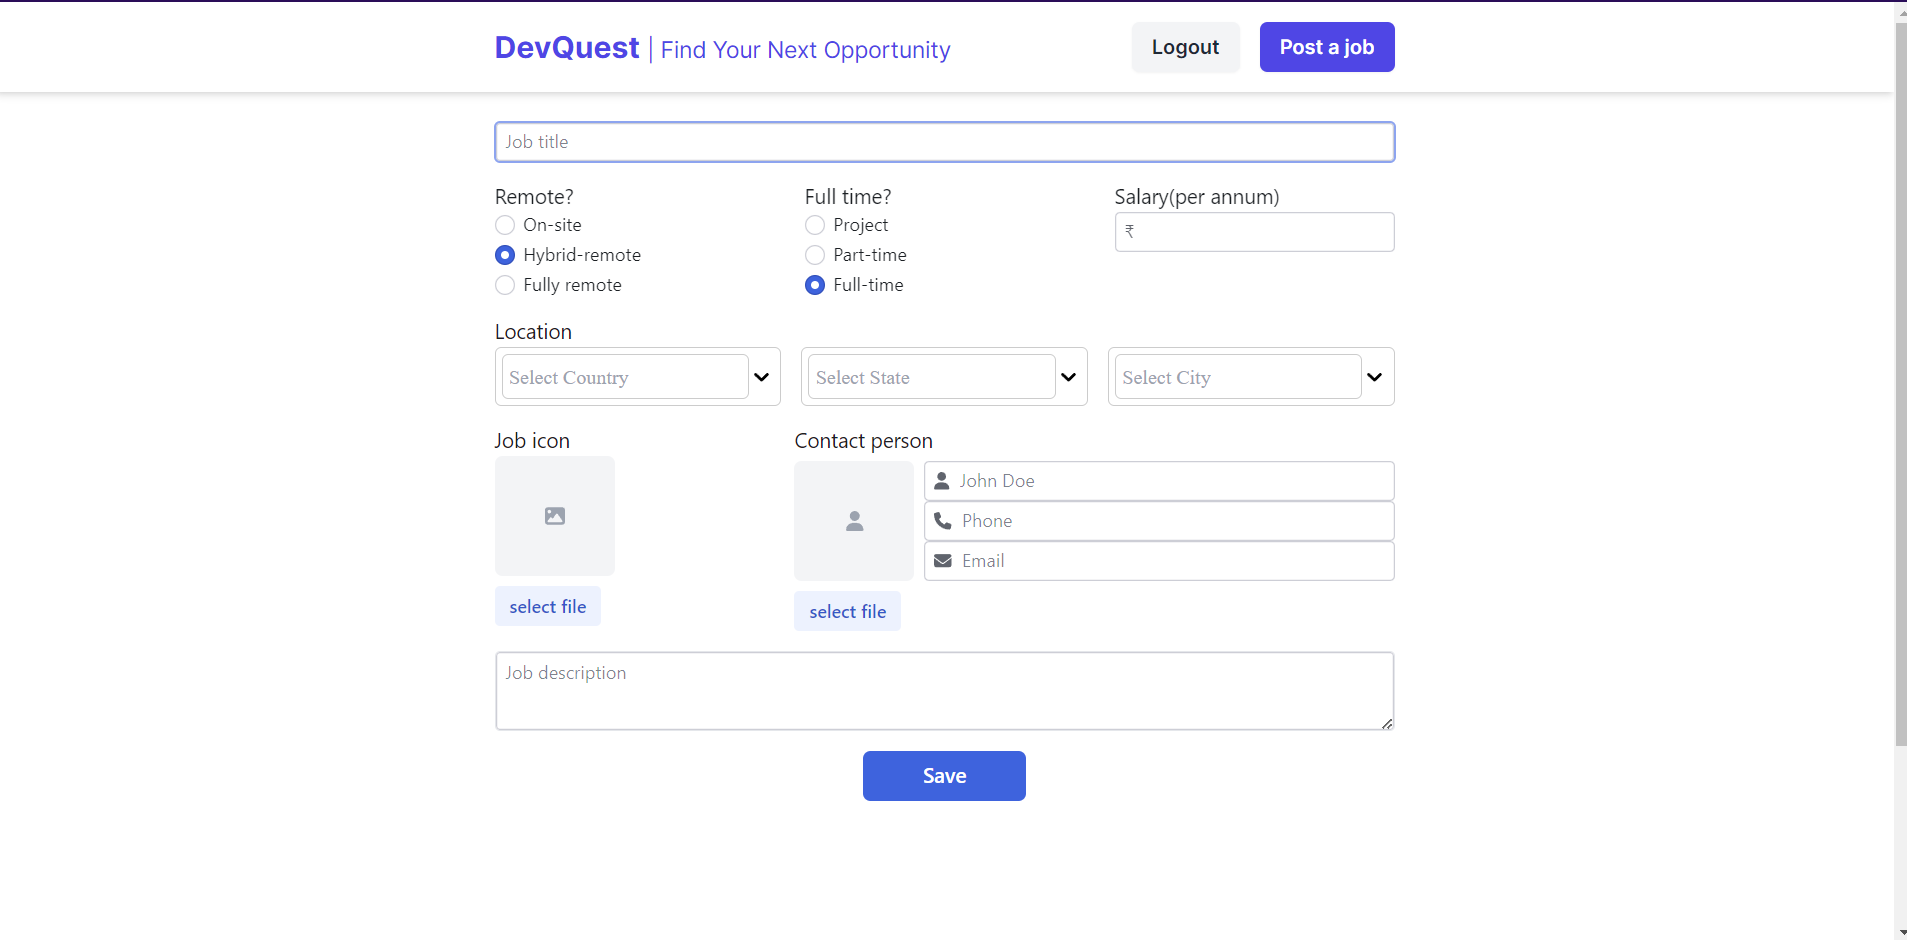 DevQuest | Find Your Next Opportunity
Logout
Post a job
Job title
Remote?
On-site
Hybrid-remote
Fully remote
Full time?
Project
Part-time
Full-time
Salary(per annum)
₹
Location
Select Country
Select State
Select City
Job icon
select file
Contact person
John Doe
Phone
Email
select file
Job description
Save